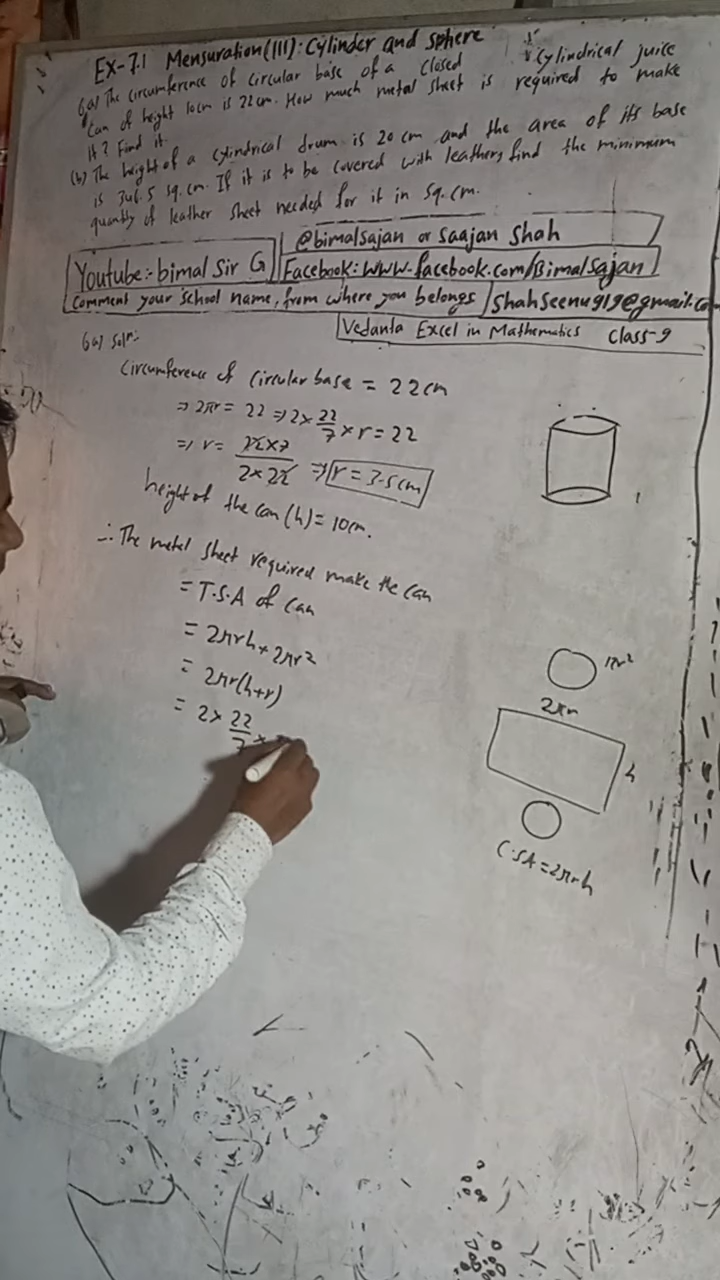 Ex-7.1 Mensuration(III): Cylinder and sphere
6a) The circumference of circular base of a closed cylindrical juice
can of height 10cm is 22cm. How much metal sheet is required to make
it? Find it.
(b) The height of a cylindrical drum is 20 cm and the area of its base
is 346.5 sq.cm. If it is to be covered with leathers find the minimum
quantity of leather sheet needed for it in sq.cm.
@bimalsajan or Saajan Shah
Youtube:- bimal Sir G
Facebook: www.facebook.com/Bimalsajan
Comment your school name, from where you belongs
Shahseenu919@gmail.co
Vedanta Excel in Mathematics Class-9
6a) Soln:
Circumference of circular base = 22cm
⇒ 2πr = 22 ⇒ 2 × 22/7 × r = 22
⇒ r = 22×7/2×22 ⇒ r = 3.5cm
height of the can (h) = 10cm.
∴ The metal sheet required make the can
= T.S.A of can
= 2πrh + 2πr²
= 2πr(h+r)
= 2 × 22/7 ×
πr²
2πr
h
C.S.A = 2πrh